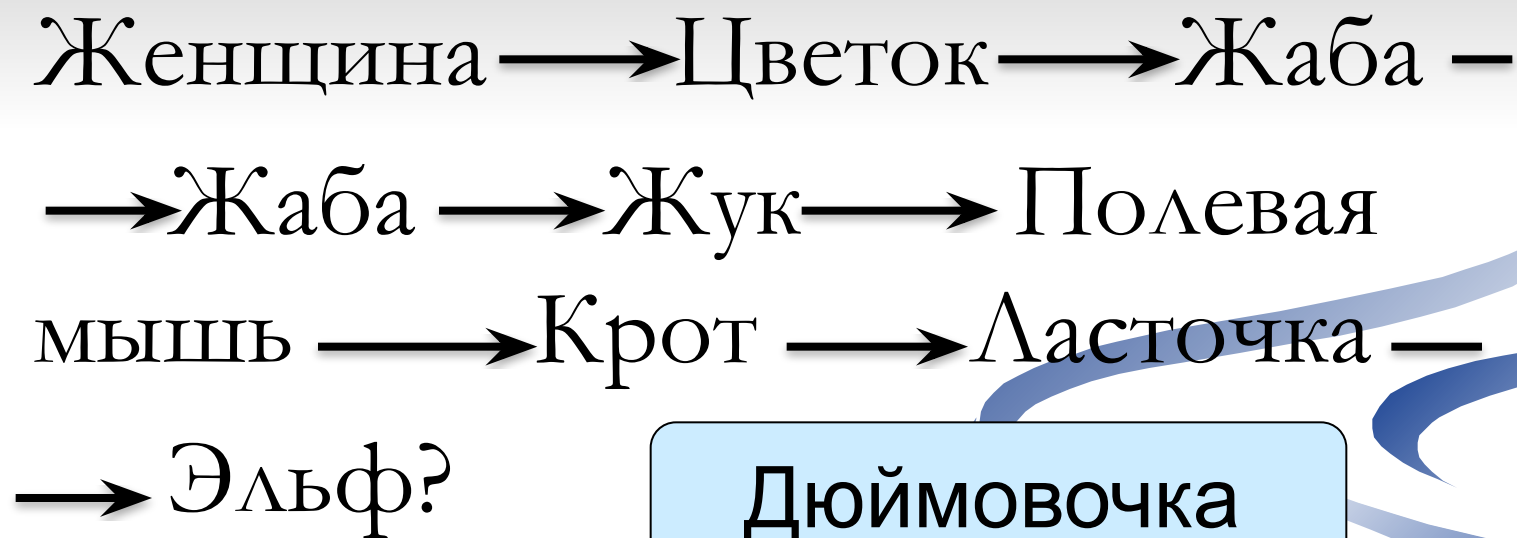 Женщина → Цветок → Жаба –
→ Жаба → Жук → Полевая
мышь → Крот → Ласточка –
→ Эльф?
Дюймовочка